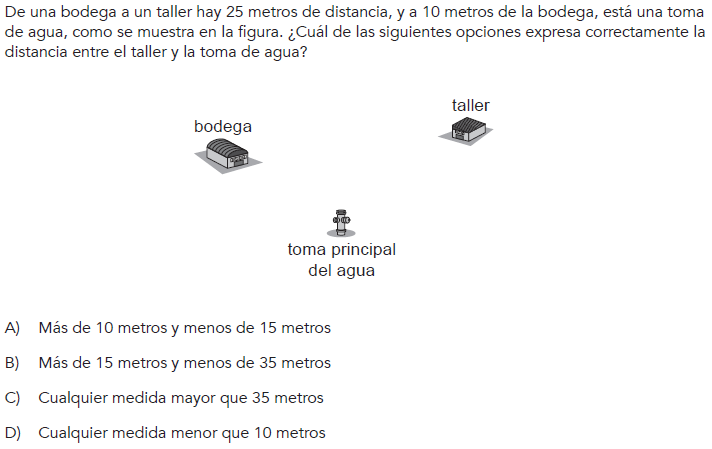 De una bodega a un taller hay 25 metros de distancia, y a 10 metros de la bodega, está una toma
de agua, como se muestra en la figura. ¿Cuál de las siguientes opciones expresa correctamente la
distancia entre el taller y la toma de agua?
taller
bodega
toma principal
del agua
A) Más de 10 metros y menos de 15 metros
B) Más de 15 metros y menos de 35 metros
C) Cualquier medida mayor que 35 metros
D) Cualquier medida menor que 10 metros